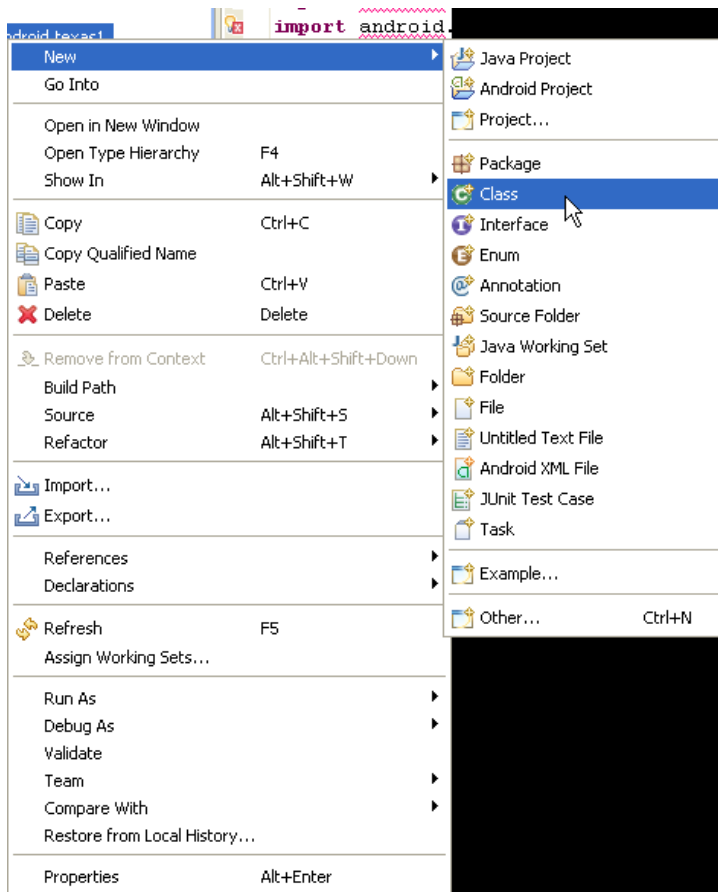 import android.
android.texas1
New
Go Into
Open in New Window
Open Type Hierarchy F4
Show In Alt+Shift+W
Copy Ctrl+C
Copy Qualified Name
Paste Ctrl+V
Delete Delete
Remove from Context Ctrl+Alt+Shift+Down
Build Path
Source Alt+Shift+S
Refactor Alt+Shift+T
Import...
Export...
References
Declarations
Refresh F5
Assign Working Sets...
Run As
Debug As
Validate
Team
Compare With
Restore from Local History...
Properties Alt+Enter
Java Project
Android Project
Project...
Package
Class
Interface
Enum
Annotation
Source Folder
Java Working Set
Folder
File
Untitled Text File
Android XML File
JUnit Test Case
Task
Example...
Other... Ctrl+N